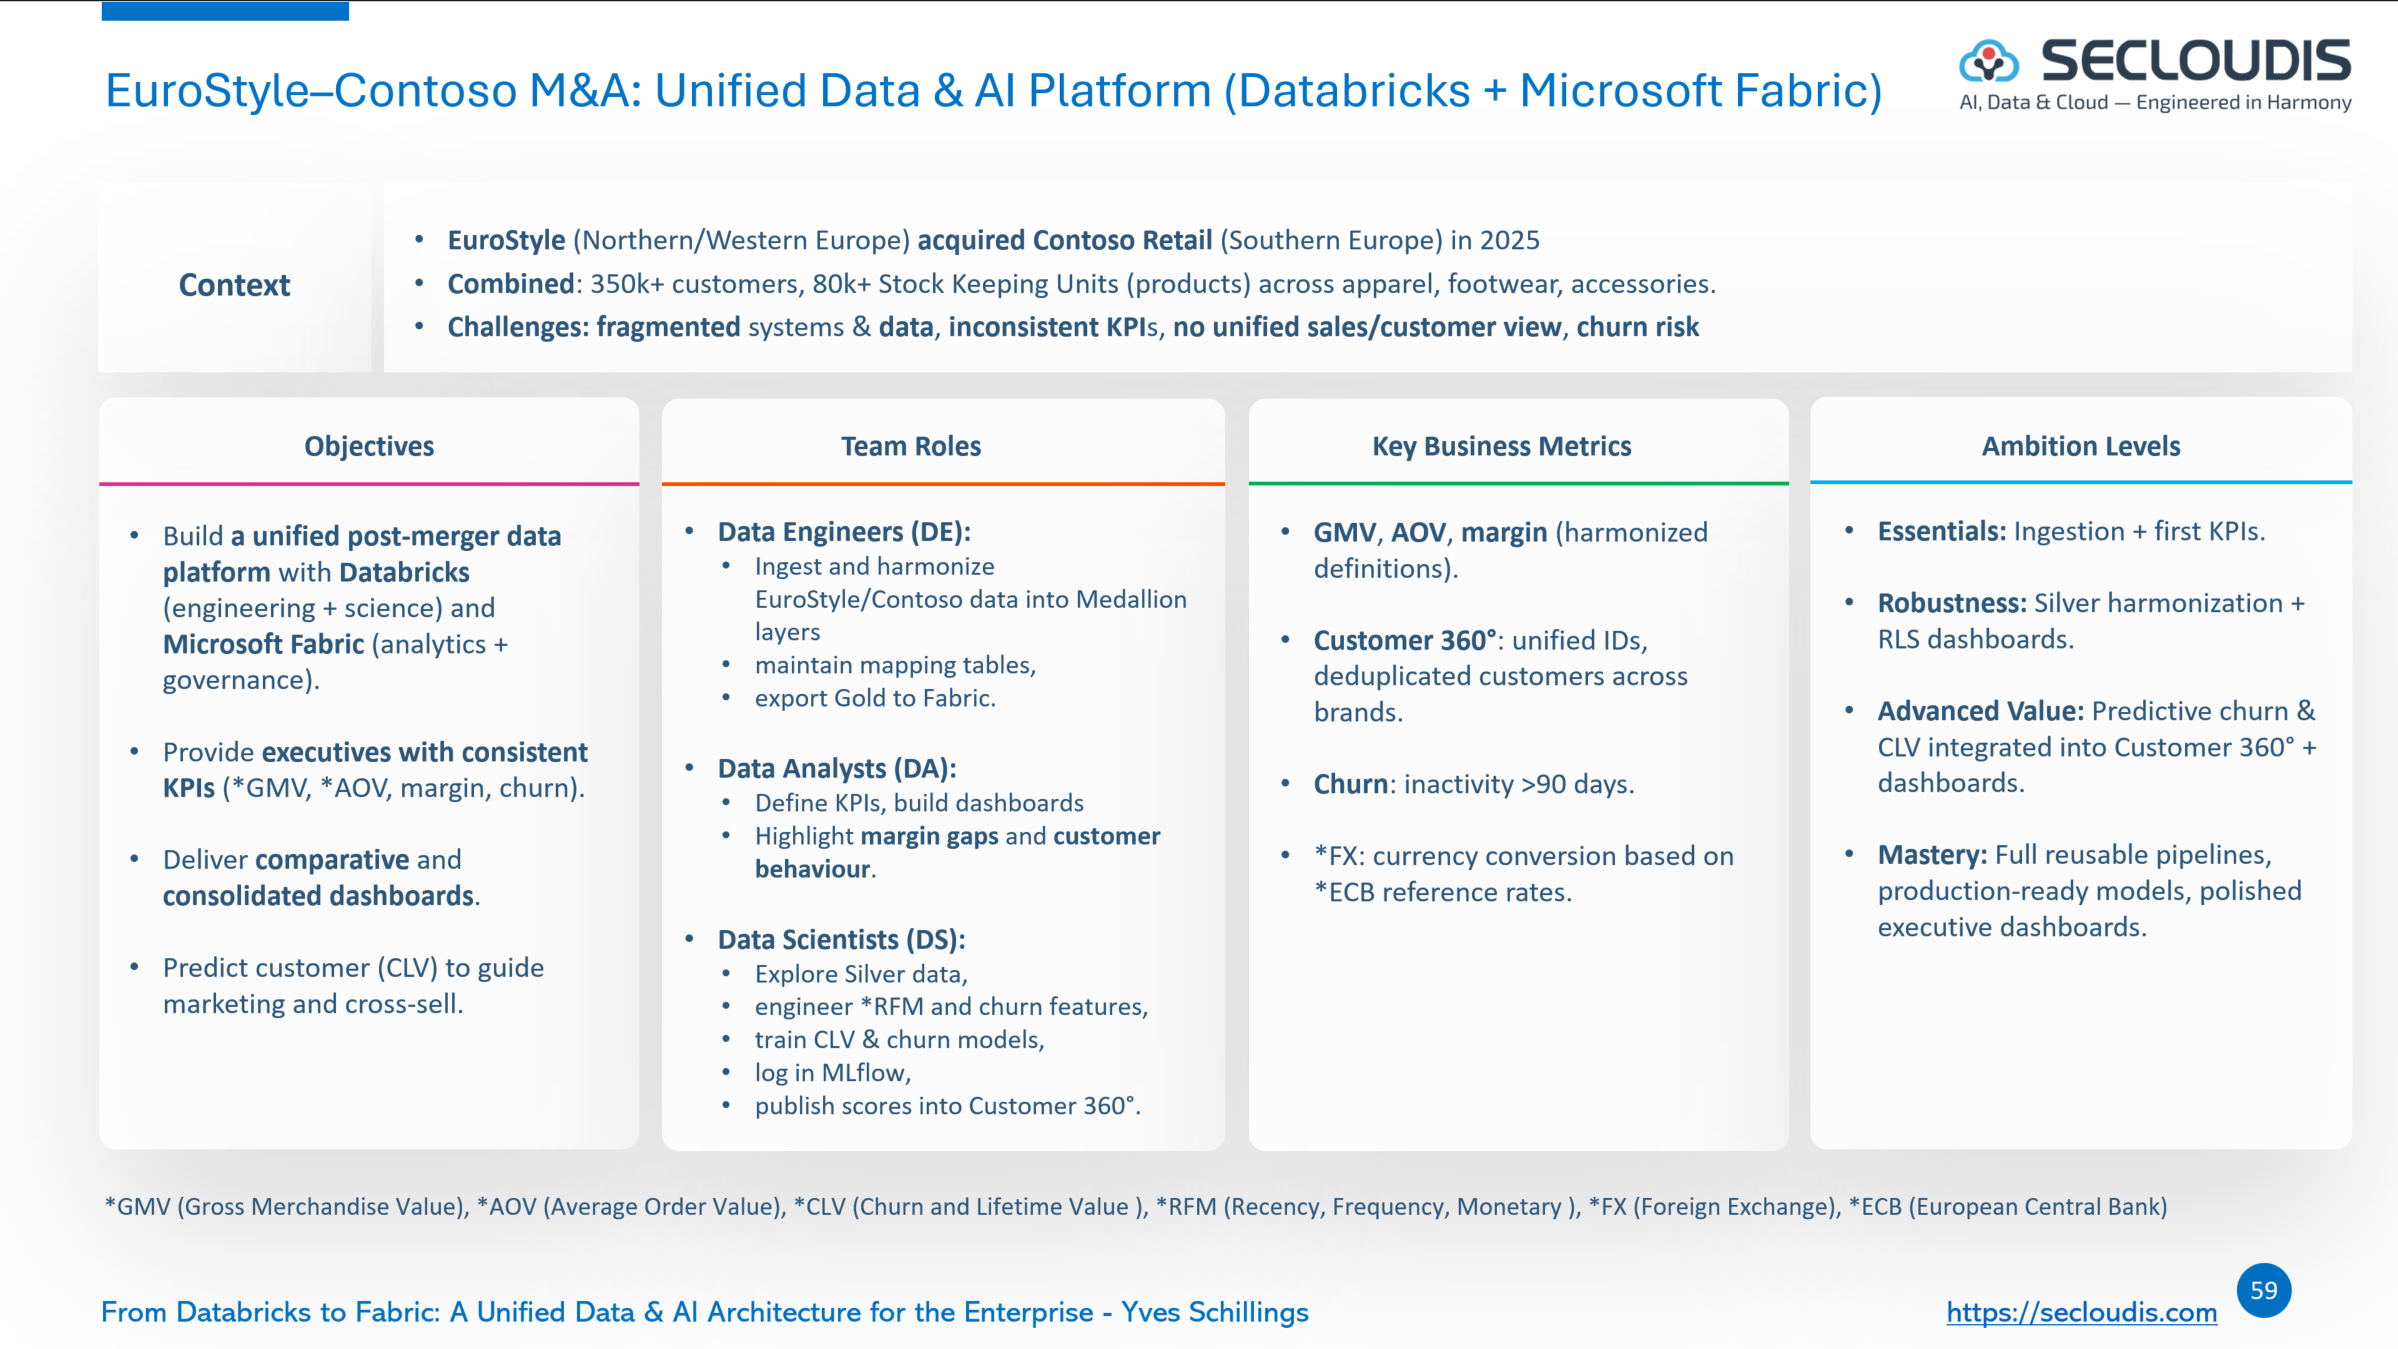 EuroStyle–Contoso M&A: Unified Data & AI Platform (Databricks + Microsoft Fabric)
SECLOUDIS
AI, Data & Cloud — Engineered in Harmony
Context
• EuroStyle (Northern/Western Europe) acquired Contoso Retail (Southern Europe) in 2025
• Combined: 350k+ customers, 80k+ Stock Keeping Units (products) across apparel, footwear, accessories.
• Challenges: fragmented systems & data, inconsistent KPIs, no unified sales/customer view, churn risk
Objectives
• Build a unified post-merger data
platform with Databricks
(engineering + science) and
Microsoft Fabric (analytics +
governance).
• Provide executives with consistent
KPIs (*GMV, *AOV, margin, churn).
• Deliver comparative and
consolidated dashboards.
• Predict customer (CLV) to guide
marketing and cross-sell.
Team Roles
• Data Engineers (DE):
• Ingest and harmonize
EuroStyle/Contoso data into Medallion
layers
• maintain mapping tables,
• export Gold to Fabric.
• Data Analysts (DA):
• Define KPIs, build dashboards
• Highlight margin gaps and customer
behaviour.
• Data Scientists (DS):
• Explore Silver data,
• engineer *RFM and churn features,
• train CLV & churn models,
• log in MLflow,
• publish scores into Customer 360°.
Key Business Metrics
• GMV, AOV, margin (harmonized
definitions).
• Customer 360°: unified IDs,
deduplicated customers across
brands.
• Churn: inactivity >90 days.
• *FX: currency conversion based on
*ECB reference rates.
Ambition Levels
• Essentials: Ingestion + first KPIs.
• Robustness: Silver harmonization +
RLS dashboards.
• Advanced Value: Predictive churn &
CLV integrated into Customer 360° +
dashboards.
• Mastery: Full reusable pipelines,
production-ready models, polished
executive dashboards.
*GMV (Gross Merchandise Value), *AOV (Average Order Value), *CLV (Churn and Lifetime Value ), *RFM (Recency, Frequency, Monetary ), *FX (Foreign Exchange), *ECB (European Central Bank)
From Databricks to Fabric: A Unified Data & AI Architecture for the Enterprise - Yves Schillings
https://secloudis.com
59